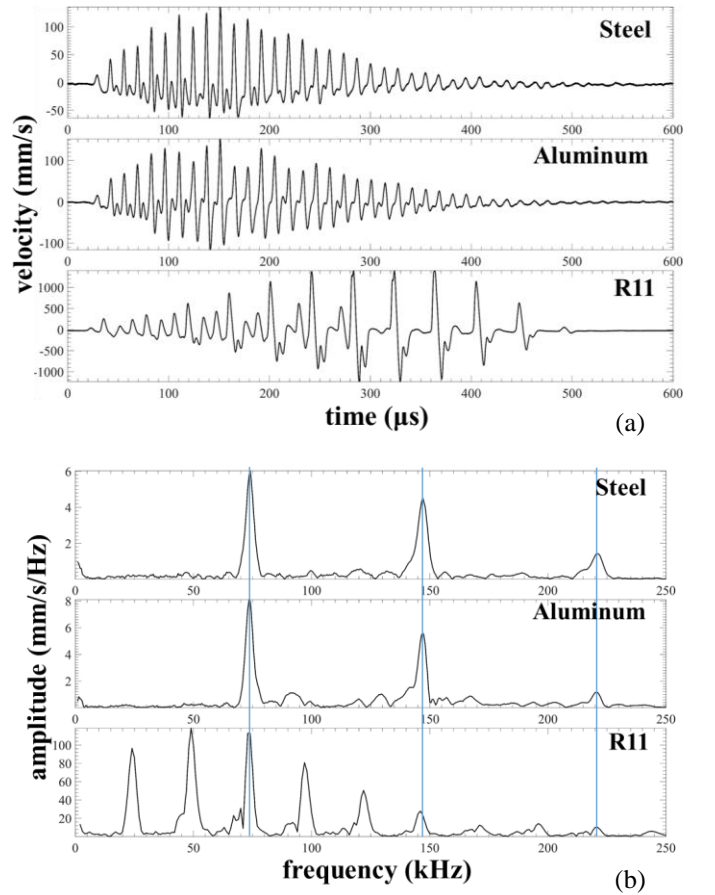 100
50
0
-50
Steel
0 100 200 300 400 500 600
100
0
-100
Aluminum
0 100 200 300 400 500 600
1000
500
0
-500
-1000
R11
0 100 200 300 400 500 600
velocity (mm/s)
time (μs)
(a)
6
4
2
Steel
0 50 100 150 200 250
8
6
4
2
Aluminum
0 50 100 150 200 250
100
80
60
40
20
R11
0 50 100 150 200 250
amplitude (mm/s/Hz)
frequency (kHz)
(b)